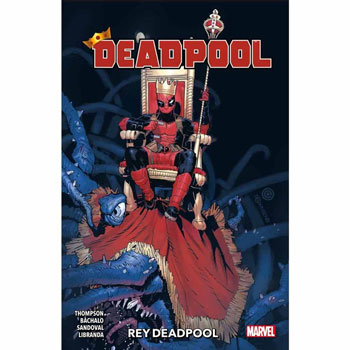 DEADPOOL
THOMPSON
BACHALO
SANDOVAL
LIBRANDA
REY DEADPOOL
MARVEL